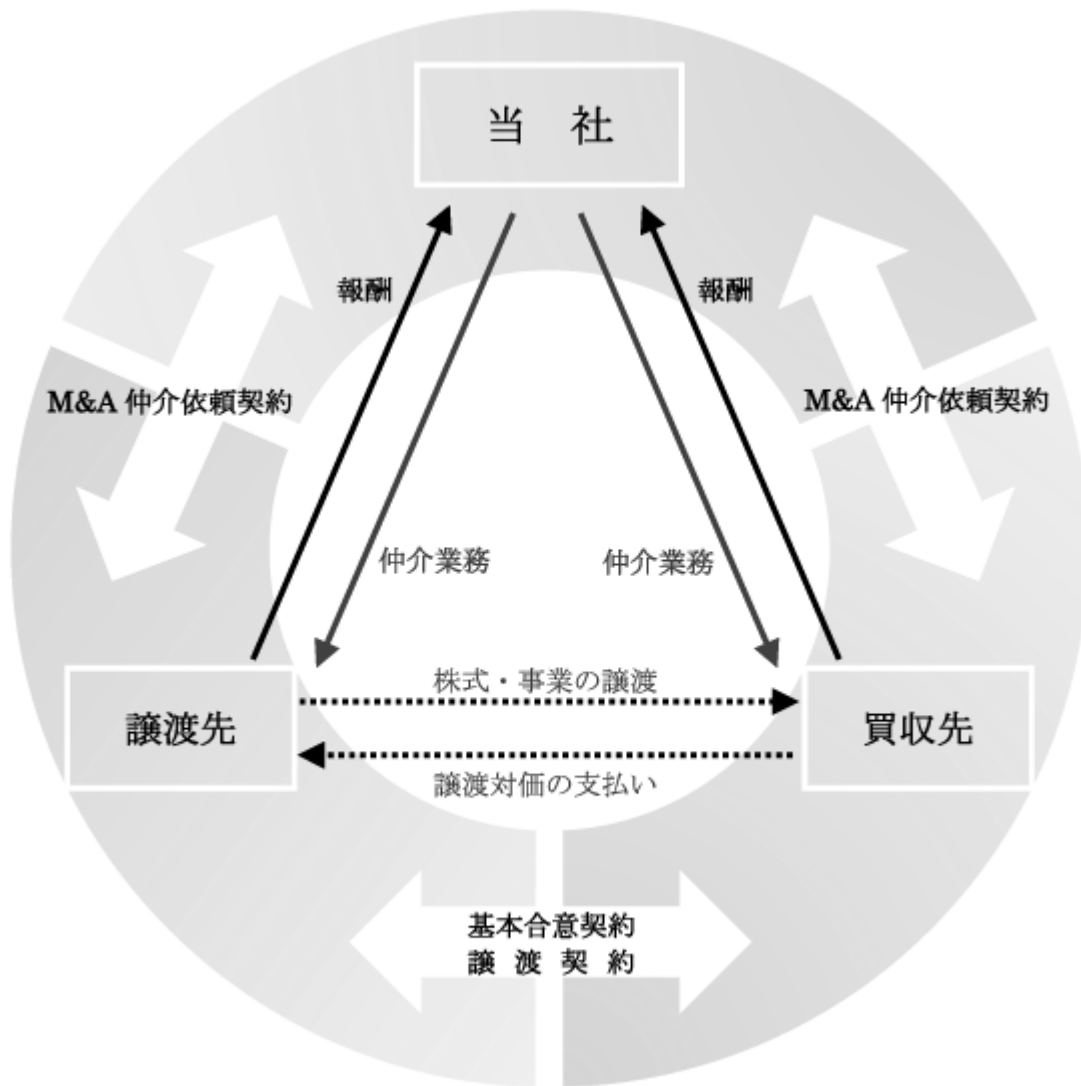 当 社
報酬
報酬
M&A 仲介依頼契約
M&A 仲介依頼契約
仲介業務
仲介業務
株式・事業の譲渡
譲渡先
買収先
譲渡対価の支払い
基本合意契約
譲 渡 契 約